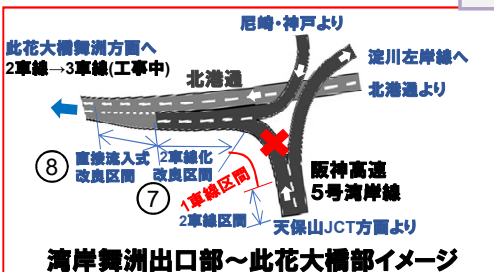 尼崎・神戸より
此花大橋舞洲方面へ
2車線→3車線(工事中)
淀川左岸線へ
北港通
北港通より
⑧
直接流入式
改良区間
2車線化
改良区間
⑦
1車線区間
2車線区間
阪神高速
5号湾岸線
天保山JCT方面より
湾岸舞洲出口部～此花大橋部イメージ